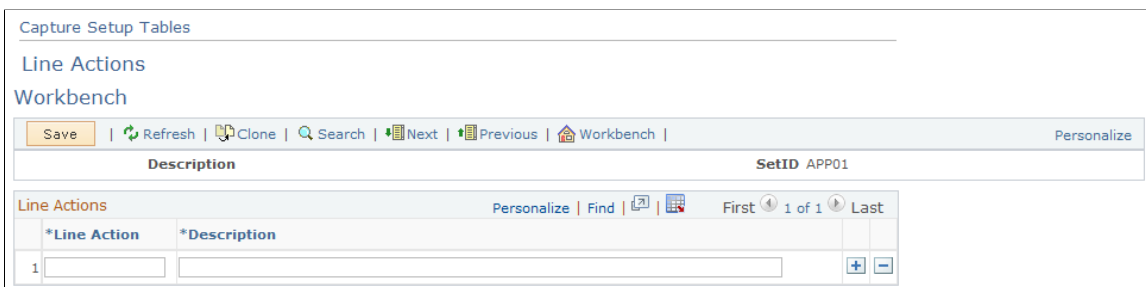 Capture Setup Tables
Line Actions
Workbench
Save | Refresh | Clone | Search | Next | Previous | Workbench | Personalize
Description SetID APP01
Line Actions Personalize | Find | | First 1 of 1 Last
*Line Action *Description
1